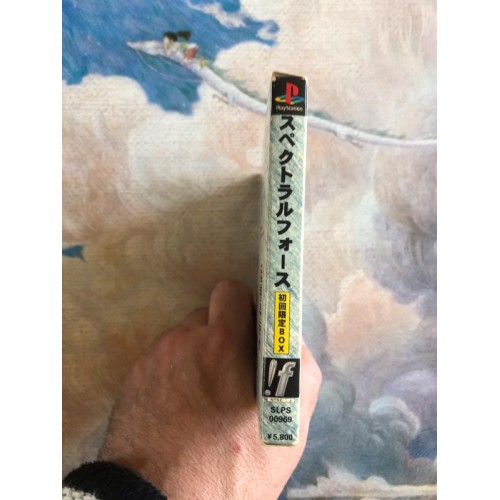 PlayStation
スペクトラルフォース
初回限定BOX
!f
SLPS
00969
¥5,800